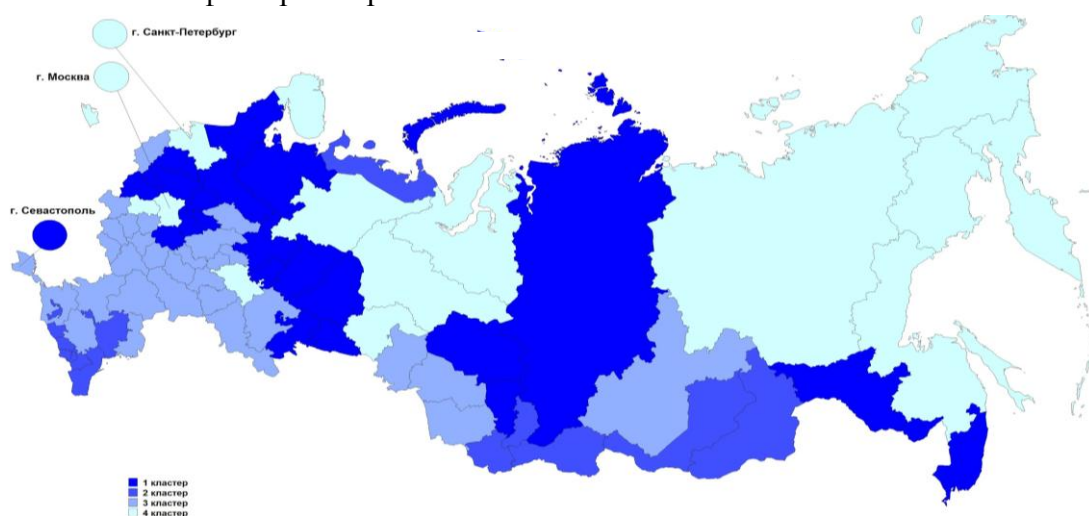 г. Санкт-Петербург
г. Москва
г. Севастополь
1 кластер
2 кластер
3 кластер
4 кластер